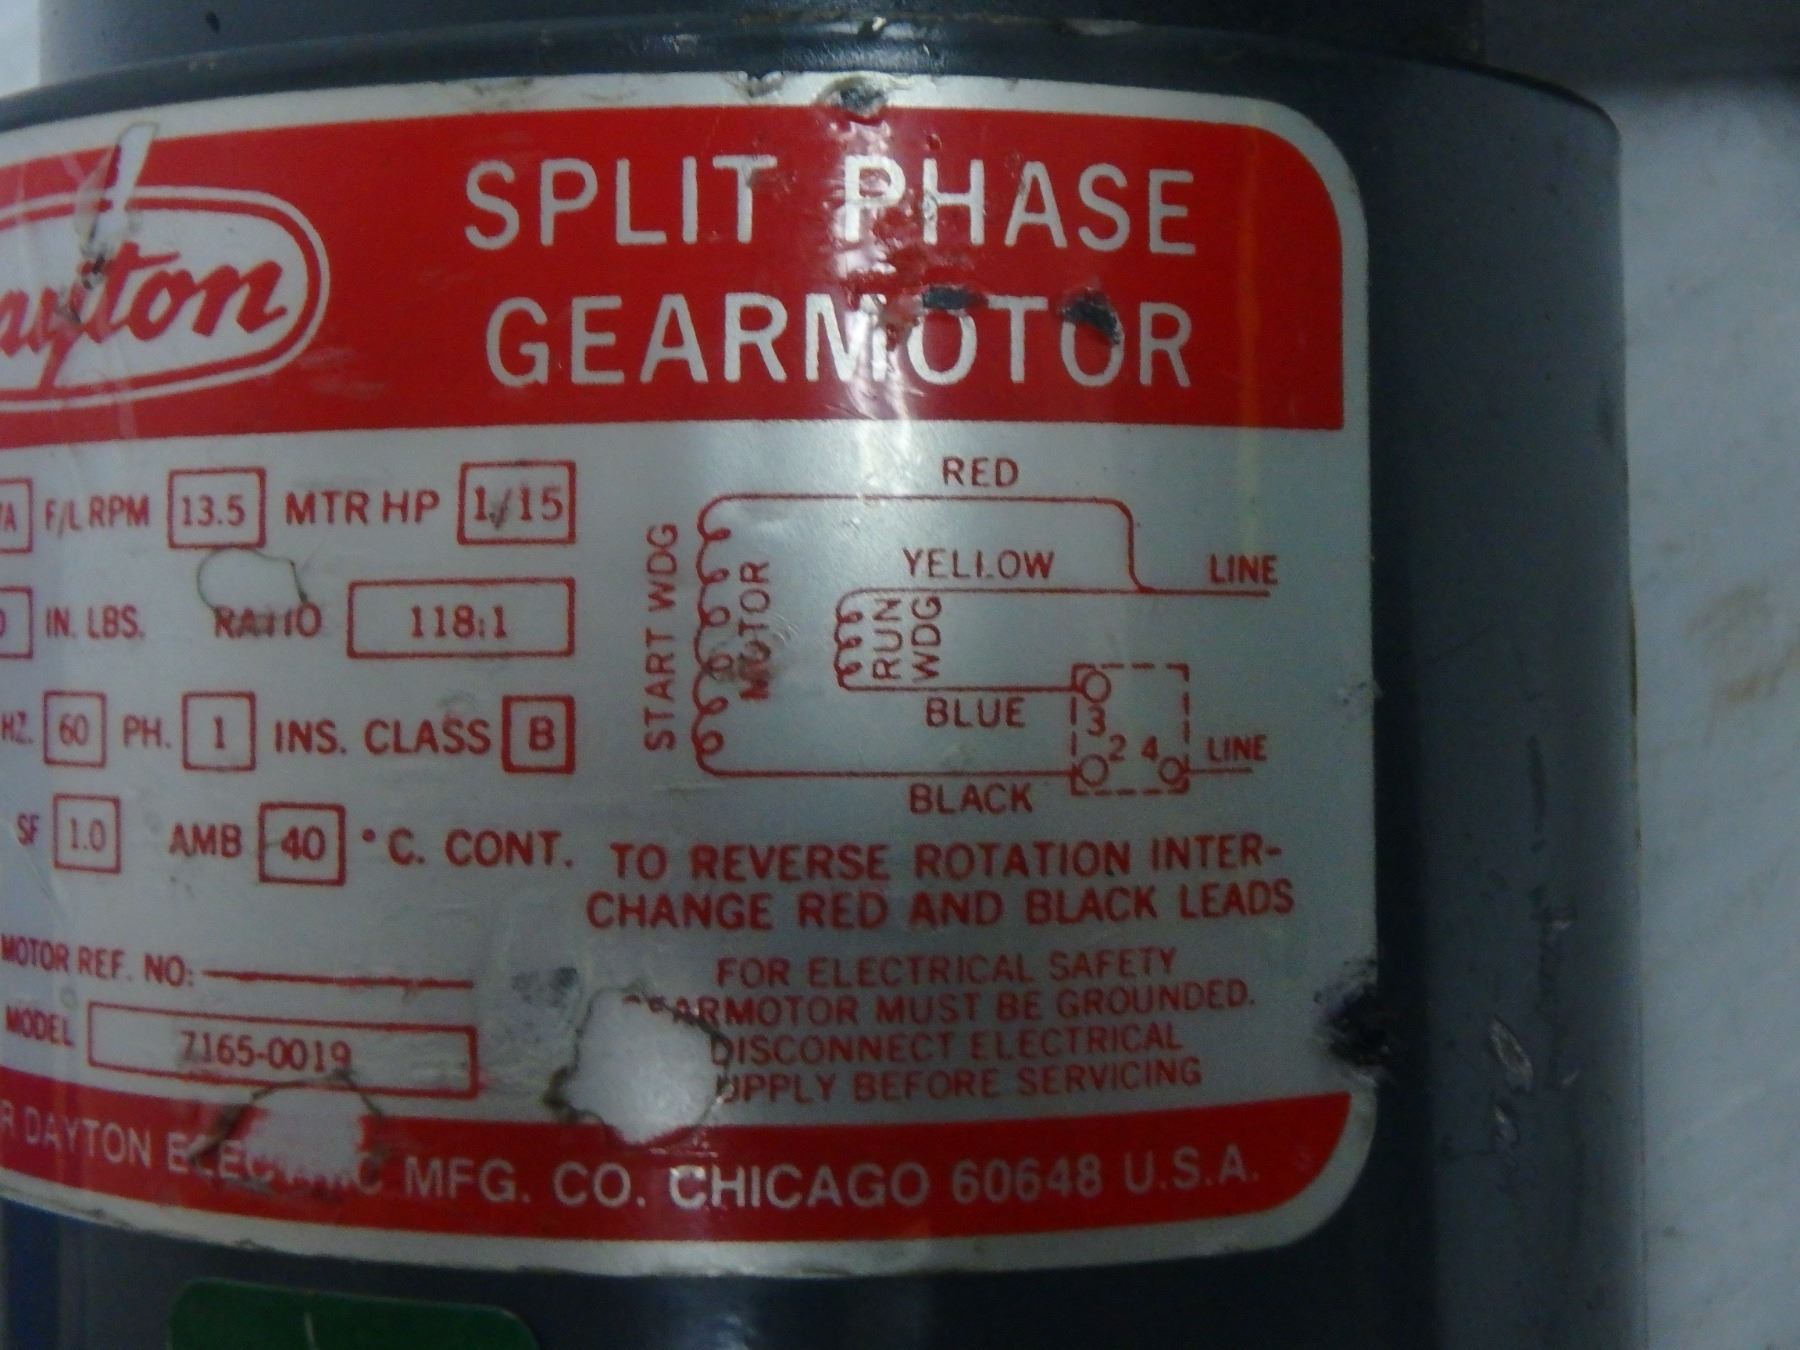 SPLIT PHASE
GEARMOTOR
F/L RPM 13.5 MTR HP 1/15
IN. LBS. RATIO 118:1
HZ. 60 PH. 1 INS. CLASS B
SF 1.0 AMB 40 °C. CONT.
MOTOR REF. NO:
MODEL 7165-0019
RED
YELLOW
LINE
START WDG
MOTOR
RUN
WDG
BLUE
3
2 4
LINE
BLACK
TO REVERSE ROTATION INTER-
CHANGE RED AND BLACK LEADS
FOR ELECTRICAL SAFETY
GEARMOTOR MUST BE GROUNDED.
DISCONNECT ELECTRICAL
SUPPLY BEFORE SERVICING
DAYTON ELECTRIC MFG. CO. CHICAGO 60648 U.S.A.